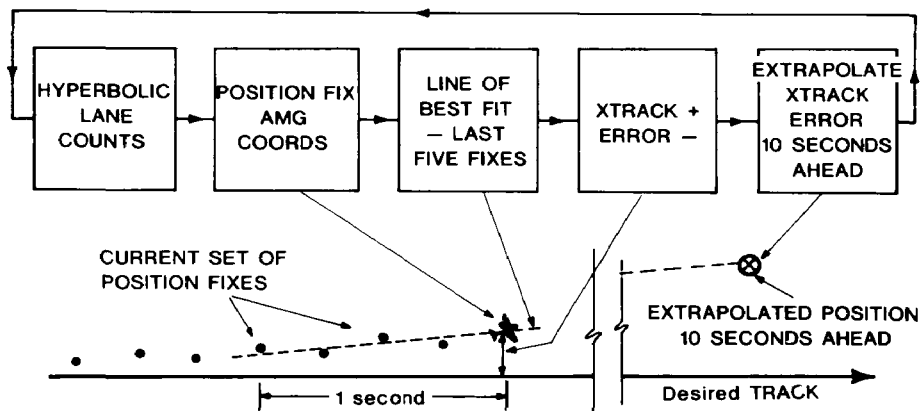 HYPERBOLIC
LANE
COUNTS
POSITION FIX
AMG
COORDS
LINE OF
BEST FIT
– LAST
FIVE FIXES
XTRACK +
ERROR –
EXTRAPOLATE
XTRACK
ERROR
10 SECONDS
AHEAD
CURRENT SET OF
POSITION FIXES
EXTRAPOLATED POSITION
10 SECONDS AHEAD
1 second
Desired TRACK